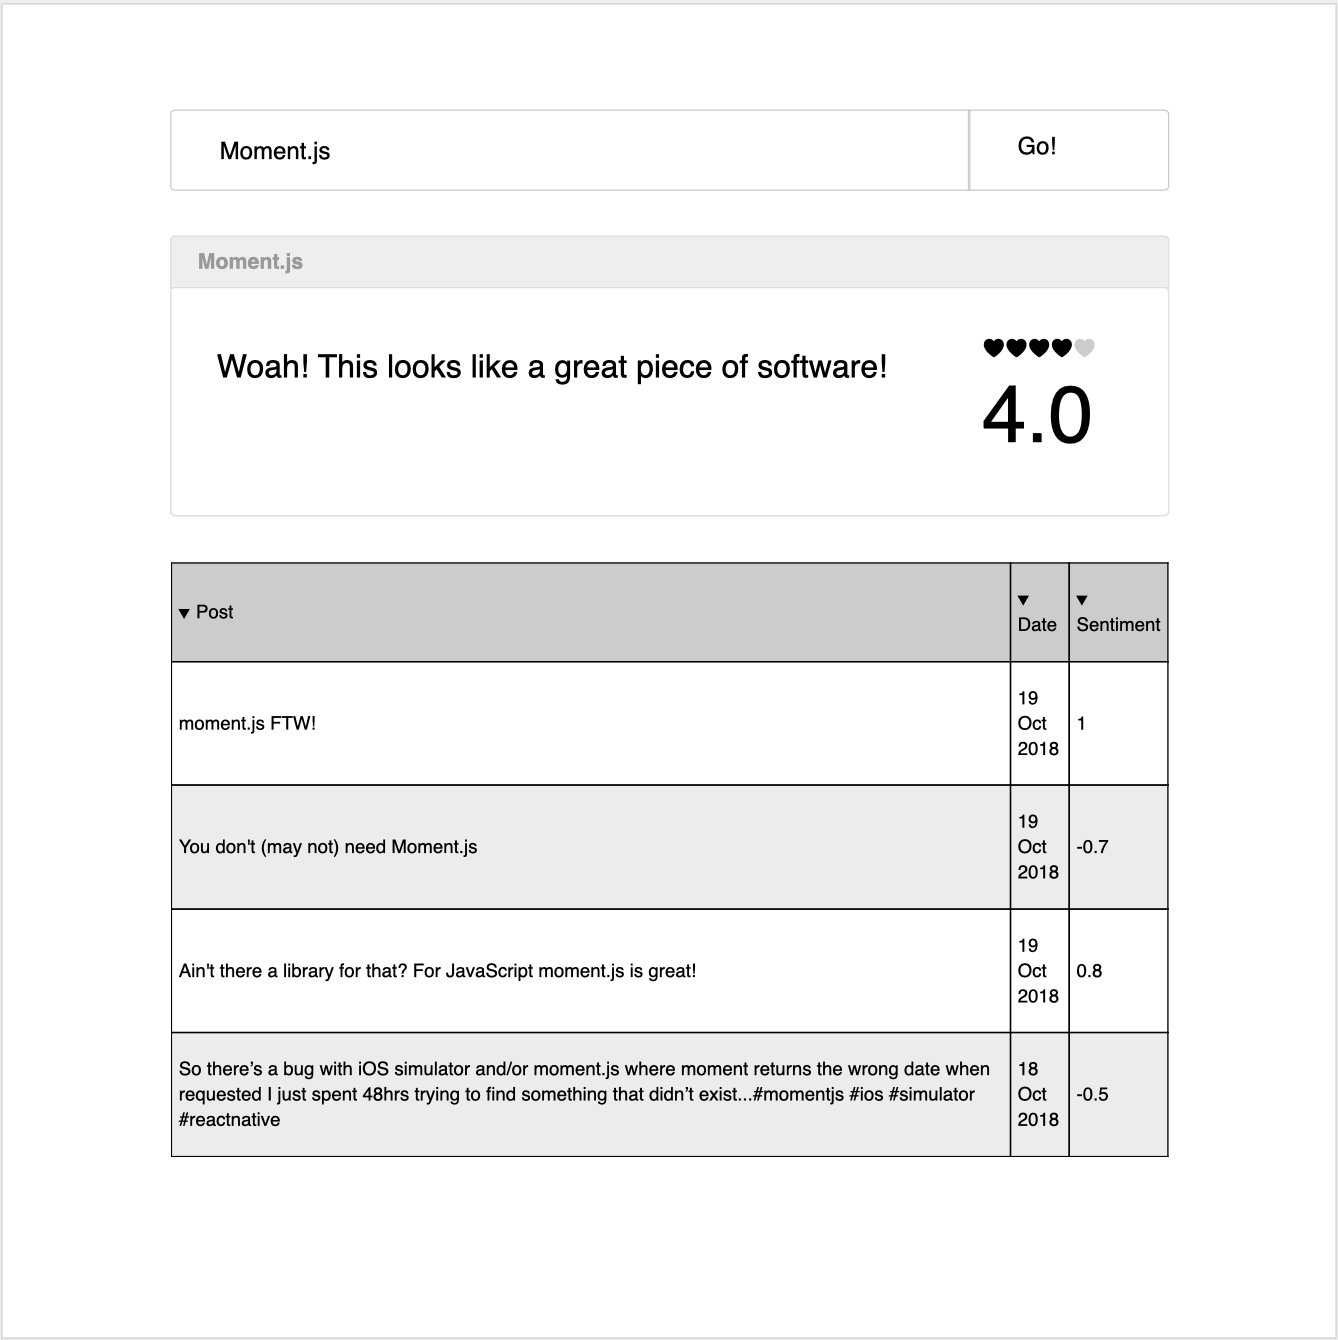 Moment.js
Go!
Moment.js
Woah! This looks like a great piece of software!
4.0
▼ Post
▼
Date
▼
Sentiment
moment.js FTW!
19
Oct
2018
1
You don't (may not) need Moment.js
19
Oct
2018
-0.7
Ain't there a library for that? For JavaScript moment.js is great!
19
Oct
2018
0.8
So there’s a bug with iOS simulator and/or moment.js where moment returns the wrong date when
requested I just spent 48hrs trying to find something that didn’t exist...#momentjs #ios #simulator
#reactnative
18
Oct
2018
-0.5